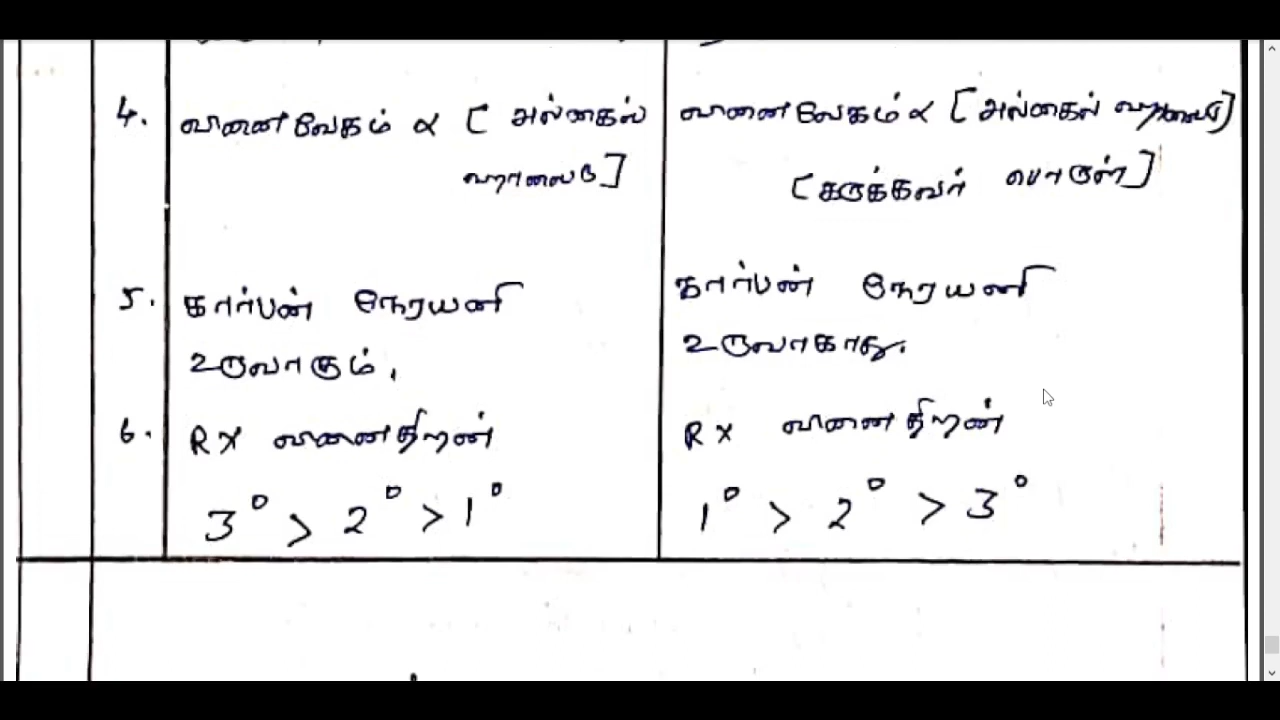 4. வினைவேகம் ∝ [ அல்கைல்
ஹாலைடு]
வினைவேகம் ∝ [அல்கைல் ஹாலைடு]
[கருக்கவர் பொருள்]
5. கார்பன் நேரயனி
உருவாகும்.
கார்பன் நேரயனி
உருவாகாது.
6. RX வினைதிறன்
3° > 2° > 1°
RX வினைதிறன்
1° > 2° > 3°